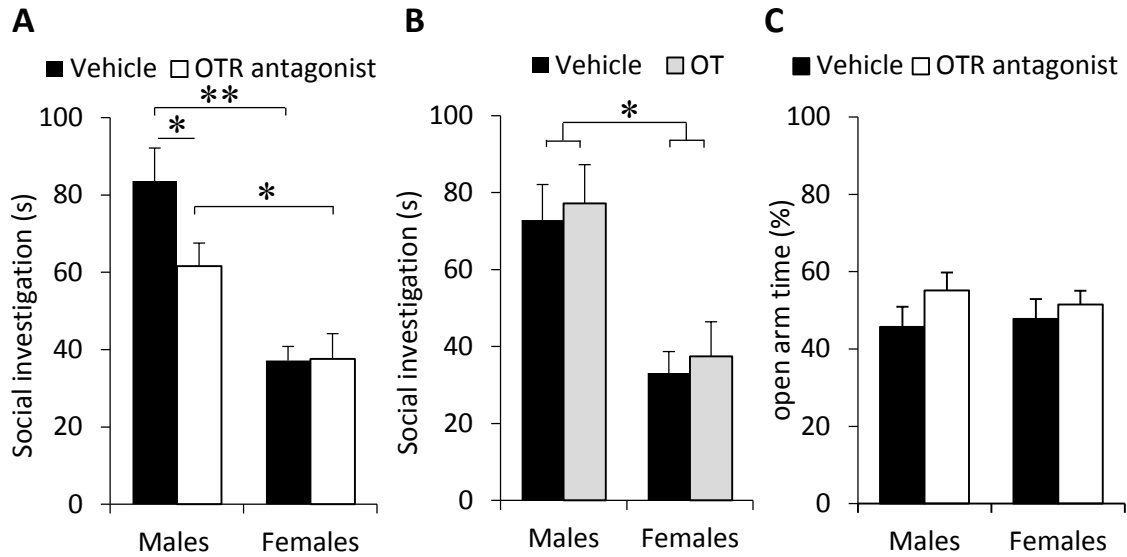 A
Vehicle OTR antagonist
**
*
*
100
80
60
40
20
0
Social investigation (s)
Males Females
B
Vehicle OT
*
100
80
60
40
20
0
Social investigation (s)
Males Females
C
Vehicle OTR antagonist
100
80
60
40
20
0
open arm time (%)
Males Females